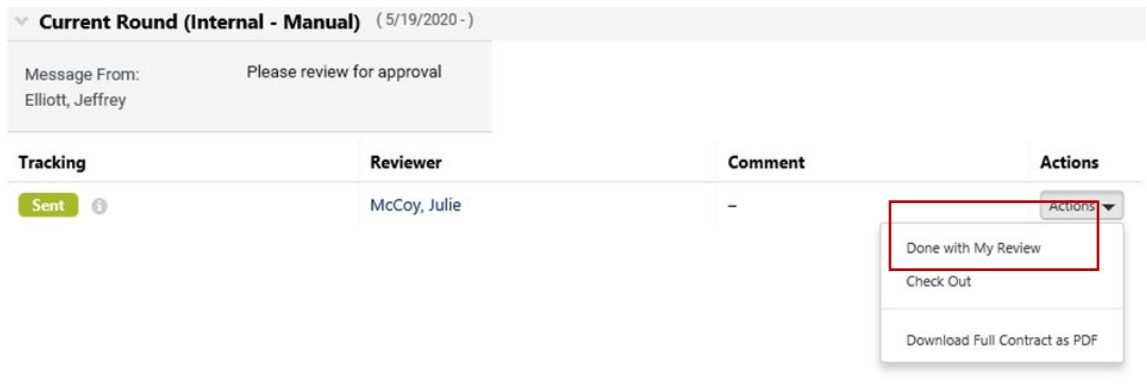 Current Round (Internal - Manual) ( 5/19/2020 - )
Message From: Please review for approval
Elliott, Jeffrey
Tracking Reviewer Comment Actions
Sent McCoy, Julie – Actions
Done with My Review
Check Out
Download Full Contract as PDF